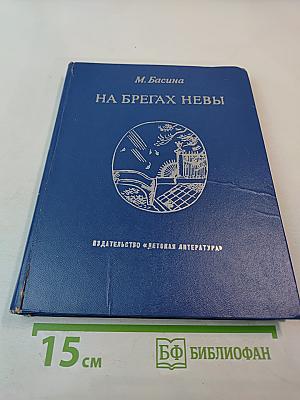 М. Басина
НА БРЕГАХ НЕВЫ
ИЗДАТЕЛЬСТВО «ДЕТСКАЯ ЛИТЕРАТУРА»
15 см
БФ БИБЛИОФАН